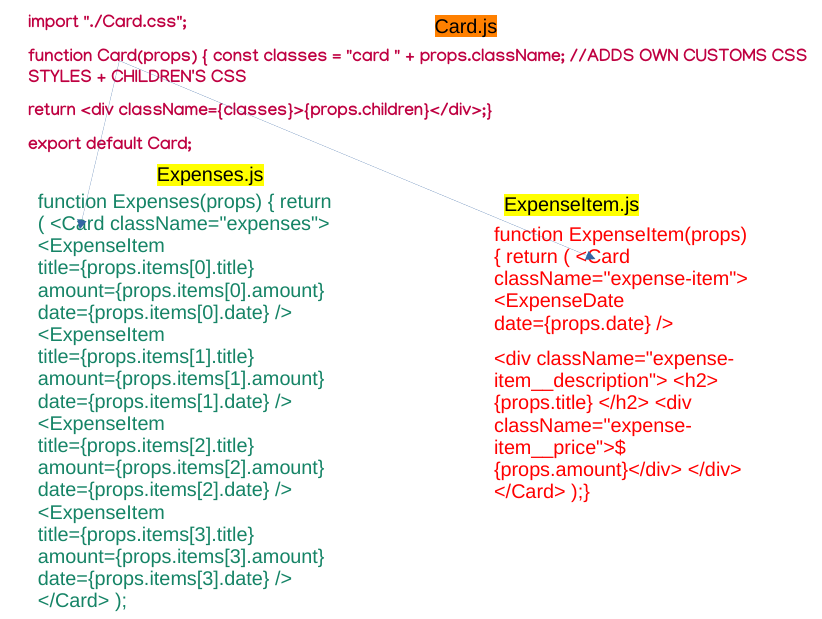 import "./Card.css";
Card.js
function Card(props) { const classes = "card " + props.className; //ADDS OWN CUSTOMS CSS
STYLES + CHILDREN'S CSS
return <div className={classes}>{props.children}</div>;}
export default Card;
Expenses.js
function Expenses(props) { return
( <Card className="expenses">
<ExpenseItem
title={props.items[0].title}
amount={props.items[0].amount}
date={props.items[0].date} />
<ExpenseItem
title={props.items[1].title}
amount={props.items[1].amount}
date={props.items[1].date} />
<ExpenseItem
title={props.items[2].title}
amount={props.items[2].amount}
date={props.items[2].date} />
<ExpenseItem
title={props.items[3].title}
amount={props.items[3].amount}
date={props.items[3].date} />
</Card> );
ExpenseItem.js
function ExpenseItem(props)
{ return ( <Card
className="expense-item">
<ExpenseDate
date={props.date} />
<div className="expense-
item__description"> <h2>
{props.title} </h2> <div
className="expense-
item__price">$
{props.amount}</div> </div>
</Card> );}